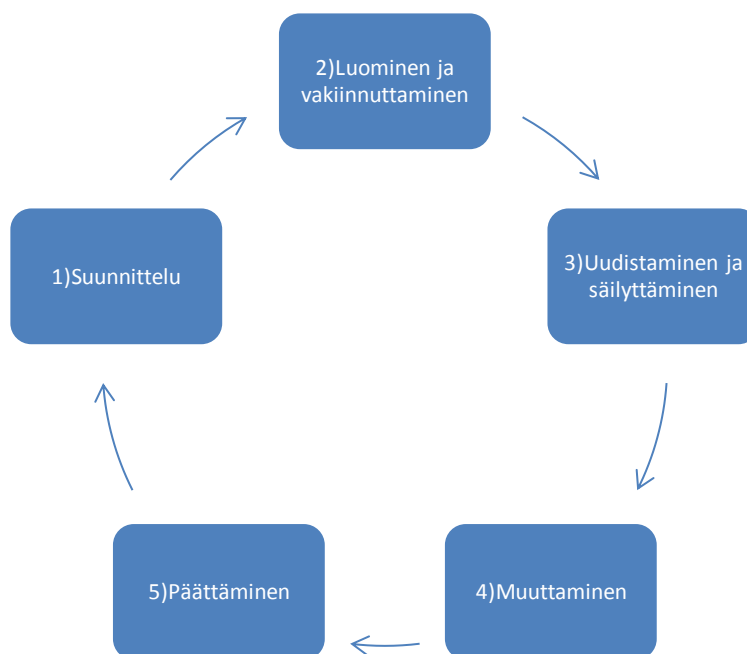 1)Suunnittelu
2)Luominen ja
vakiinnuttaminen
3)Uudistaminen ja
säilyttäminen
4)Muuttaminen
5)Päättäminen